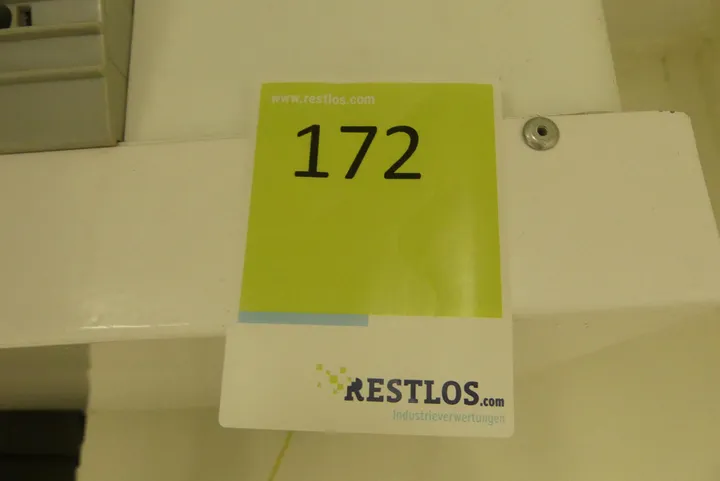 www.restlos.com
172
RESTLOS.com
Industrieverwertungen